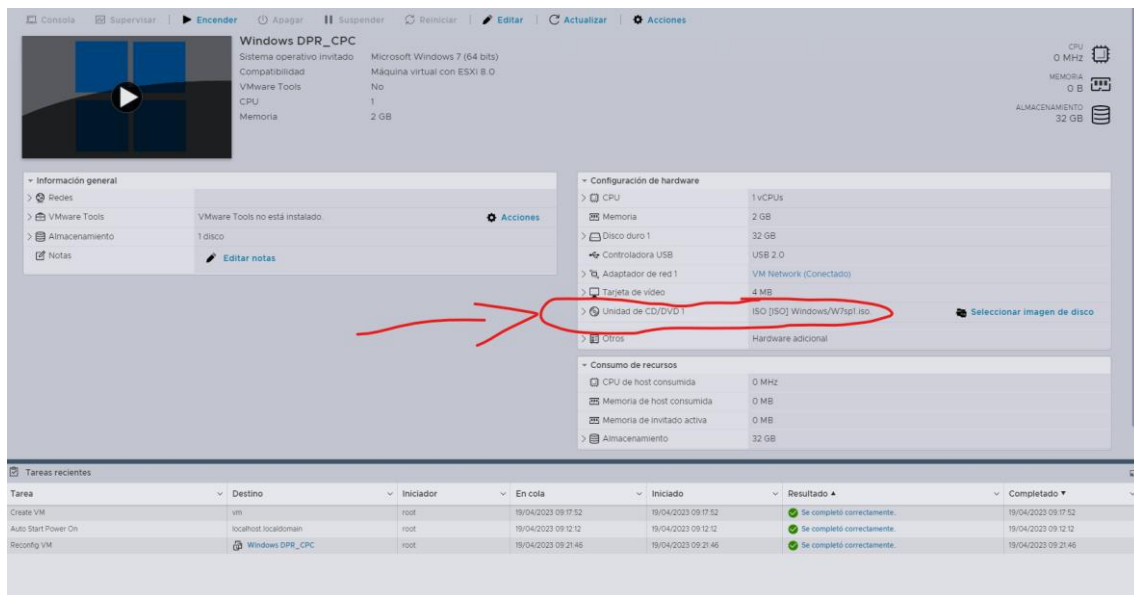 Consola Supervisar Encender Apagar Suspender Reiniciar Editar Actualizar Acciones
Windows DPR_CPC
Sistema operativo invitado Microsoft Windows 7 (64 bits)
Compatibilidad Máquina virtual con ESXi 8.0
VMware Tools No
CPU 1
Memoria 2 GB
CPU
0 MHz
MEMORIA
0 B
ALMACENAMIENTO
32 GB
Información general
Redes
VMware Tools VMware Tools no está instalado. Acciones
Almacenamiento 1 disco
Notas Editar notas
Configuración de hardware
CPU 1 vCPUs
Memoria 2 GB
Disco duro 1 32 GB
Controladora USB USB 2.0
Adaptador de red 1 VM Network (Conectado)
Tarjeta de vídeo 4 MB
Unidad de CD/DVD 1 ISO [ISO] Windows/W7sp1.iso. Seleccionar imagen de disco
Otros Hardware adicional
Consumo de recursos
CPU de host consumida 0 MHz
Memoria de host consumida 0 MB
Memoria de invitado activa 0 MB
Almacenamiento 32 GB
Tareas recientes
Tarea Destino Iniciador En cola Iniciado Resultado Completado
Create VM vm root 19/04/2023 09:17:52 19/04/2023 09:17:52 Se completó correctamente. 19/04/2023 09:17:52
Auto Start Power On localhost.localdomain root 19/04/2023 09:12:12 19/04/2023 09:12:12 Se completó correctamente. 19/04/2023 09:12:12
Reconfig VM Windows DPR_CPC root 19/04/2023 09:21:46 19/04/2023 09:21:46 Se completó correctamente. 19/04/2023 09:21:46